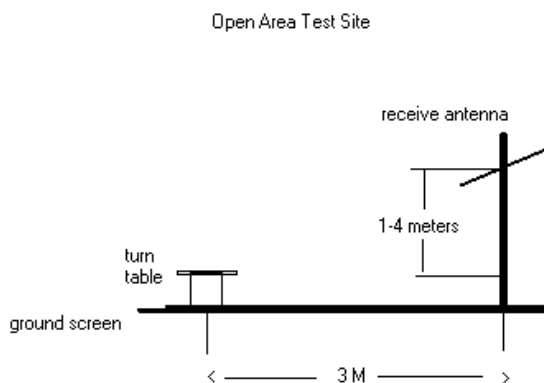 Open Area Test Site
receive antenna
1-4 meters
turn
table
ground screen
3 M